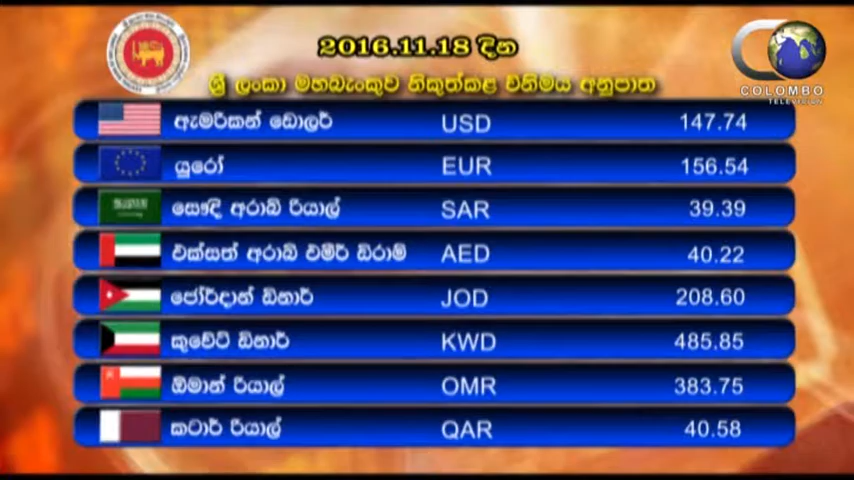 2016.11.18 දින
ශ්‍රී ලංකා මහබැංකුව නිකුත්කළ විනිමය අනුපාත
COLOMBO
TELEVISION
ඇමරිකන් ඩොලර් USD 147.74
යූරෝ EUR 156.54
සෞදි අරාබි රියාල් SAR 39.39
එක්සත් අරාබි එමීර් ඩිරාම් AED 40.22
ජෝර්දාන් ඩිනාර් JOD 208.60
කුවේට් ඩිනාර් KWD 485.85
ඕමාන් රියාල් OMR 383.75
කටාර් රියාල් QAR 40.58